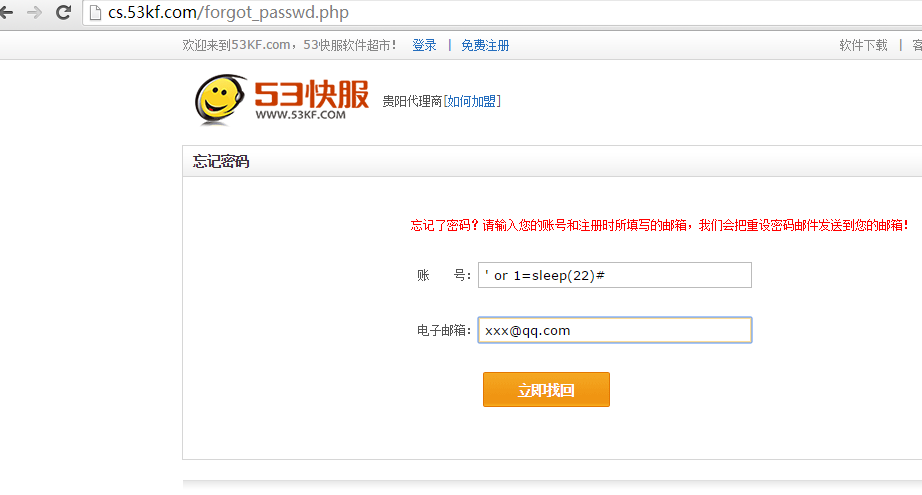 cs.53kf.com/forgot_passwd.php
欢迎来到53KF.com，53快服软件超市！ 登录 | 免费注册 软件下载 |
53快服
WWW.53KF.COM
贵阳代理商[如何加盟]
忘记密码
忘记了密码？请输入您的账号和注册时所填写的邮箱，我们会把重设密码邮件发送到您的邮箱！
账 号： ' or 1=sleep(22)#
电子邮箱： xxx@qq.com
立即找回